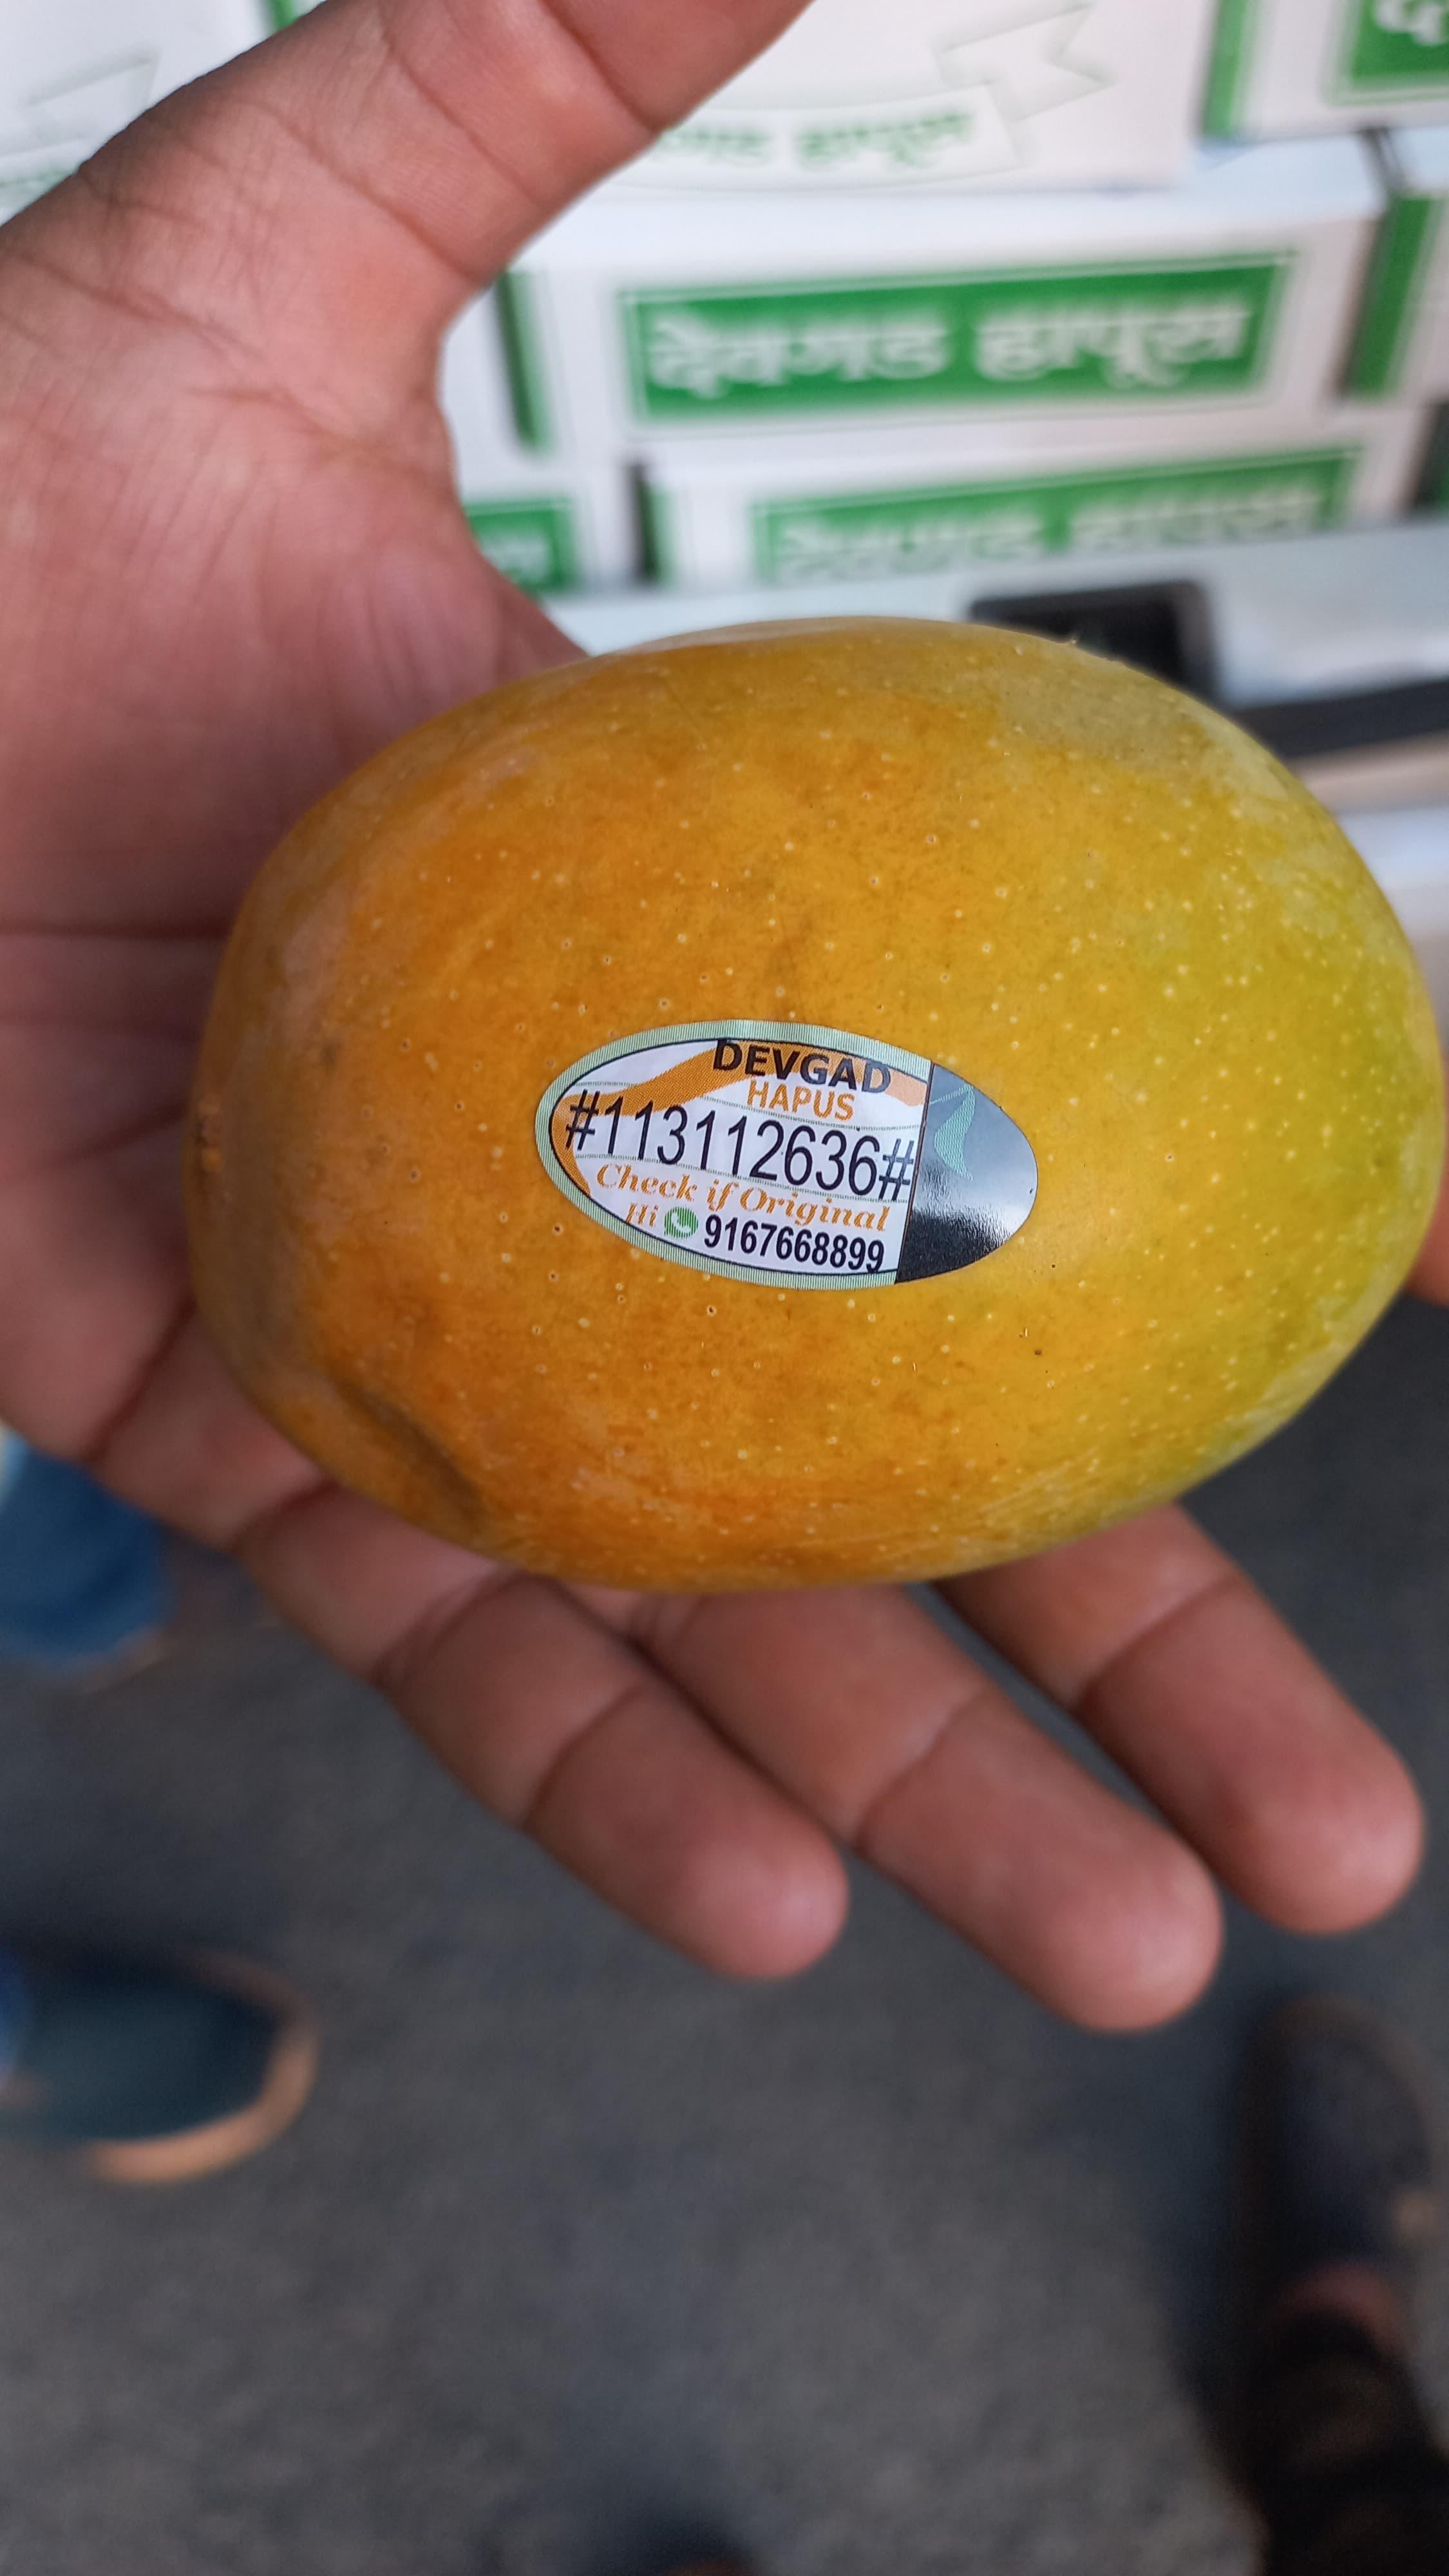 हापूस
देवगड हापूस
देवगड हापूस
DEVGAD
HAPUS
#113112636#
Check if Original
Hi 9167668899